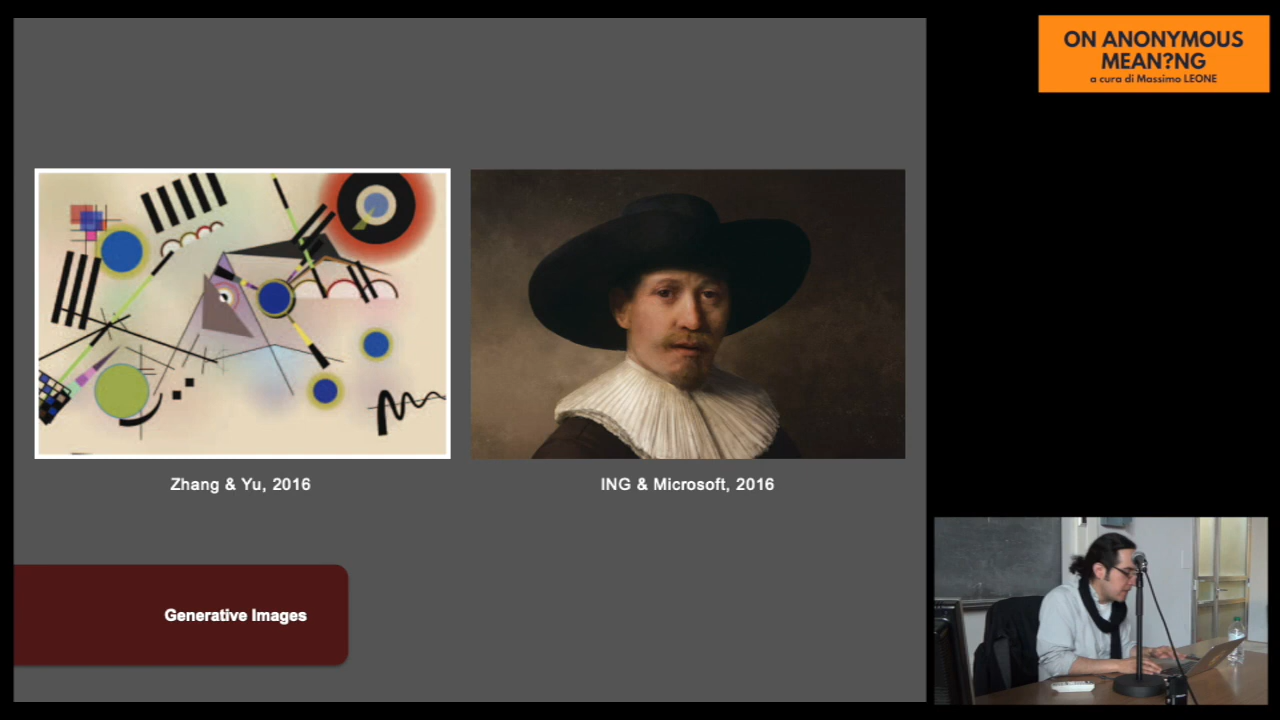 ON ANONYMOUS
MEAN?NG
a cura di Massimo LEONE
Zhang & Yu, 2016
ING & Microsoft, 2016
Generative Images